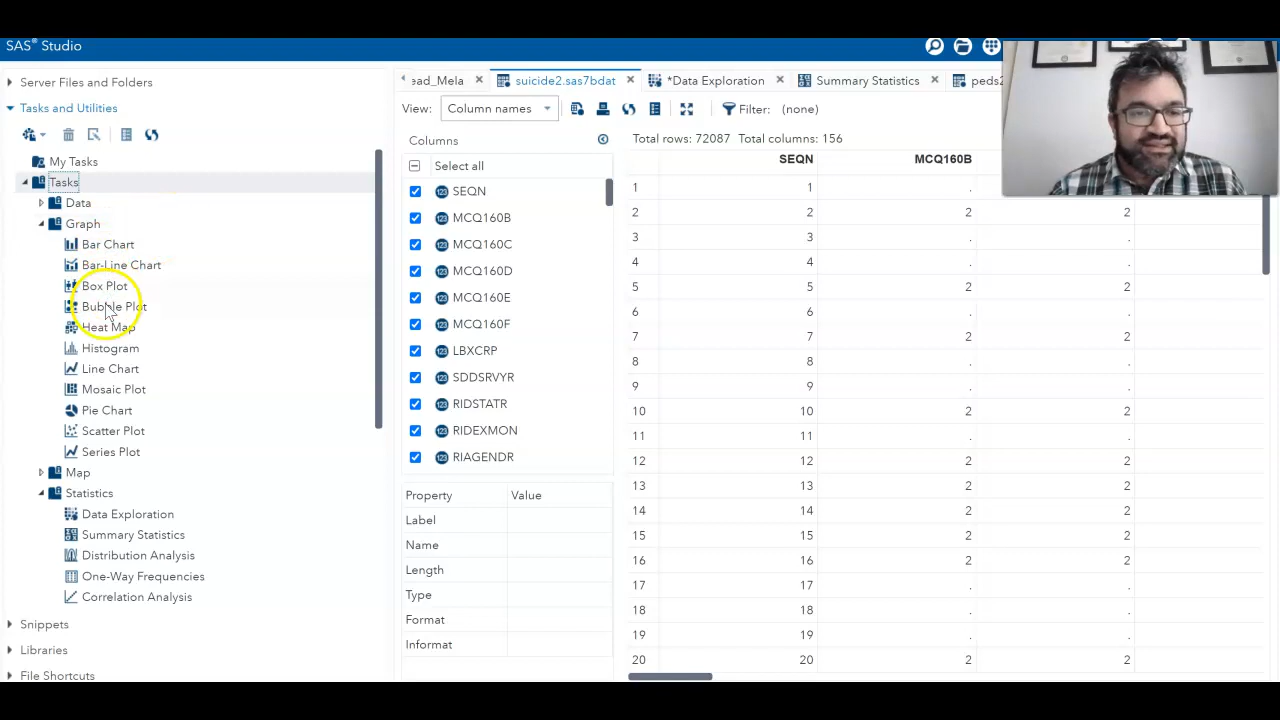 SAS® Studio
Server Files and Folders
Tasks and Utilities
My Tasks
Tasks
Data
Graph
Bar Chart
Bar-Line Chart
Box Plot
Bubble Plot
Heat Map
Histogram
Line Chart
Mosaic Plot
Pie Chart
Scatter Plot
Series Plot
Map
Statistics
Data Exploration
Summary Statistics
Distribution Analysis
One-Way Frequencies
Correlation Analysis
Snippets
Libraries
File Shortcuts
ead_Mela suicide2.sas7bdat *Data Exploration Summary Statistics peds2
View: Column names Filter: (none)
Columns
Select all
SEQN
MCQ160B
MCQ160C
MCQ160D
MCQ160E
MCQ160F
LBXCRP
SDDSRVYR
RIDSTATR
RIDEXMON
RIAGENDR
Property Value
Label
Name
Length
Type
Format
Informat
Total rows: 72087 Total columns: 156
SEQN MCQ160B
1 1 .
2 2 2 2
3 3 . .
4 4 . .
5 5 2 2
6 6 . .
7 7 2 2
8 8 . .
9 9 . .
10 10 2 2
11 11 . .
12 12 2 2
13 13 2 2
14 14 2 2
15 15 2 2
16 16 2 2
17 17 . .
18 18 . .
19 19 . .
20 20 2 2